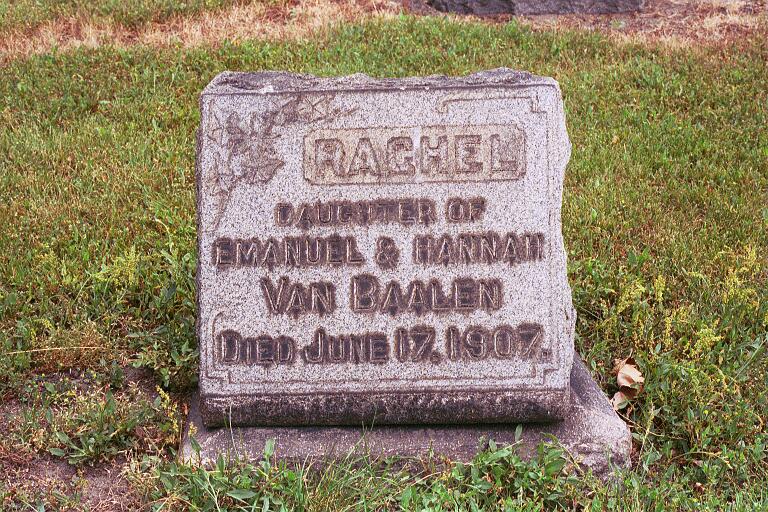 RACHEL
DAUGHTER OF
EMANUEL & HANNAH
VAN BAALEN
DIED JUNE 17, 1907.